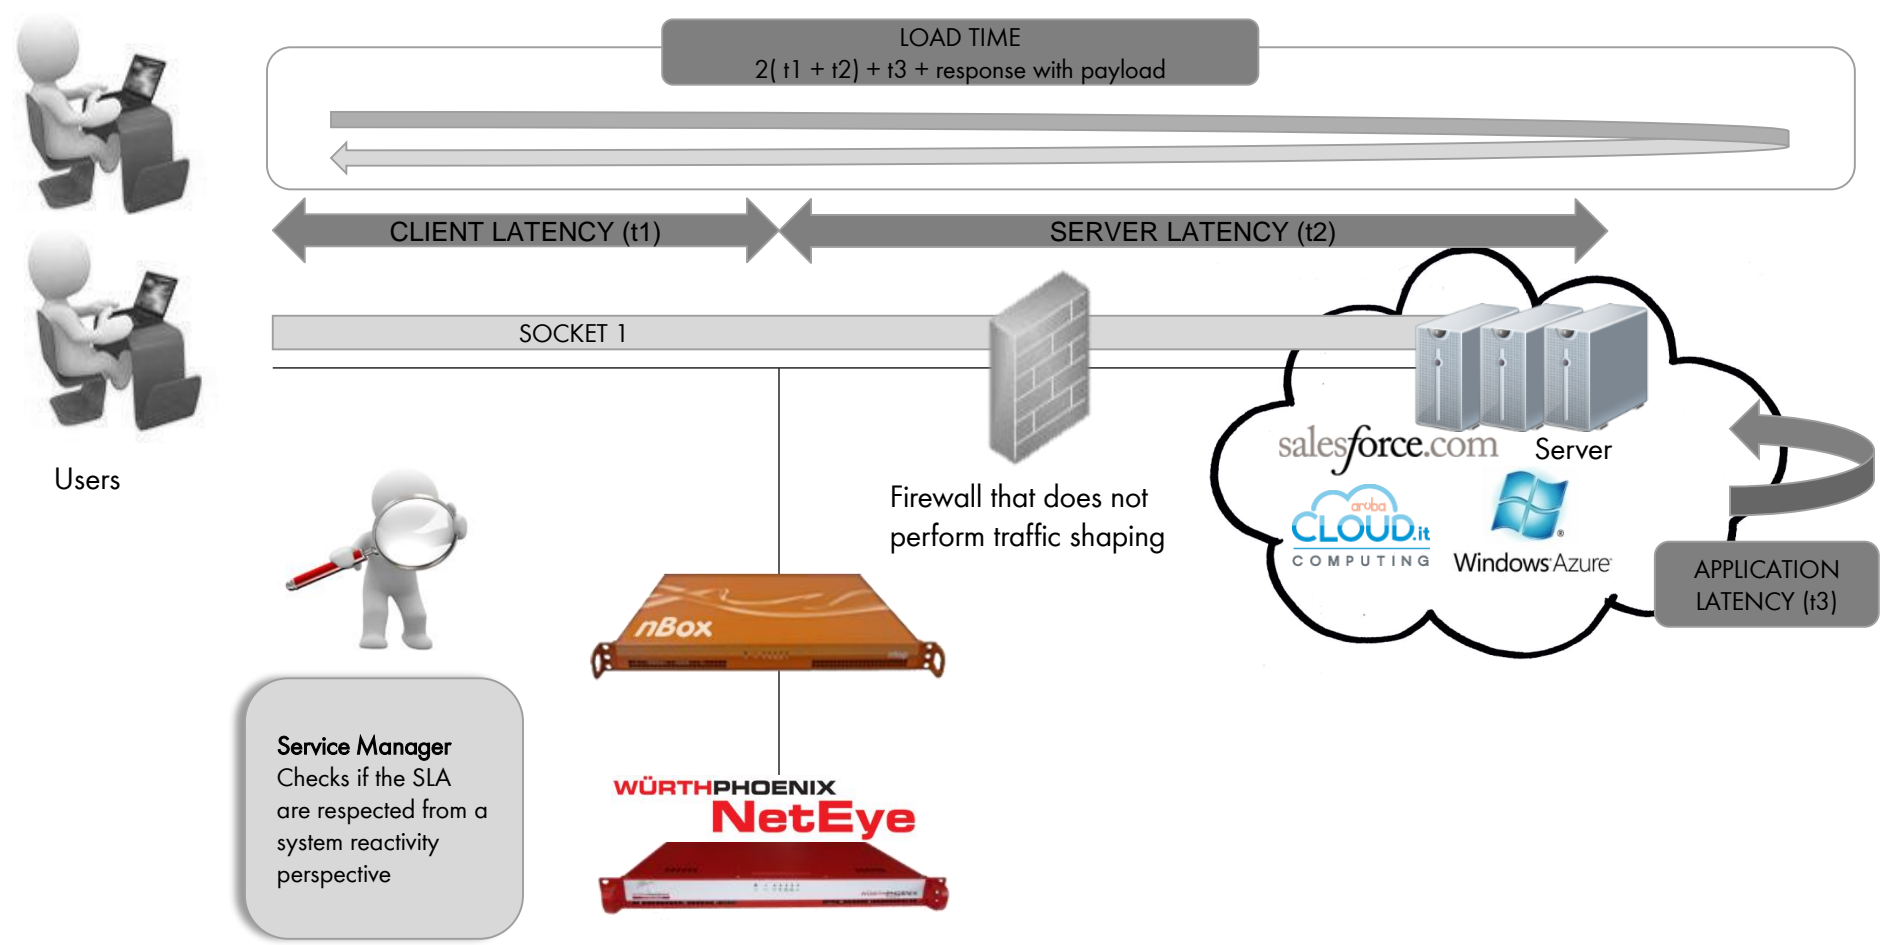 LOAD TIME
2( t1 + t2) + t3 + response with payload
CLIENT LATENCY (t1)
SERVER LATENCY (t2)
SOCKET 1
Users
Firewall that does not
perform traffic shaping
salesforce.com
Server
aruba
CLOUD.it
COMPUTING
Windows Azure
®
APPLICATION
LATENCY (t3)
nBox
ntop
Service Manager
Checks if the SLA
are respected from a
system reactivity
perspective
WÜRTHPHOENIX
NetEye
WÜRTHPHOENIX